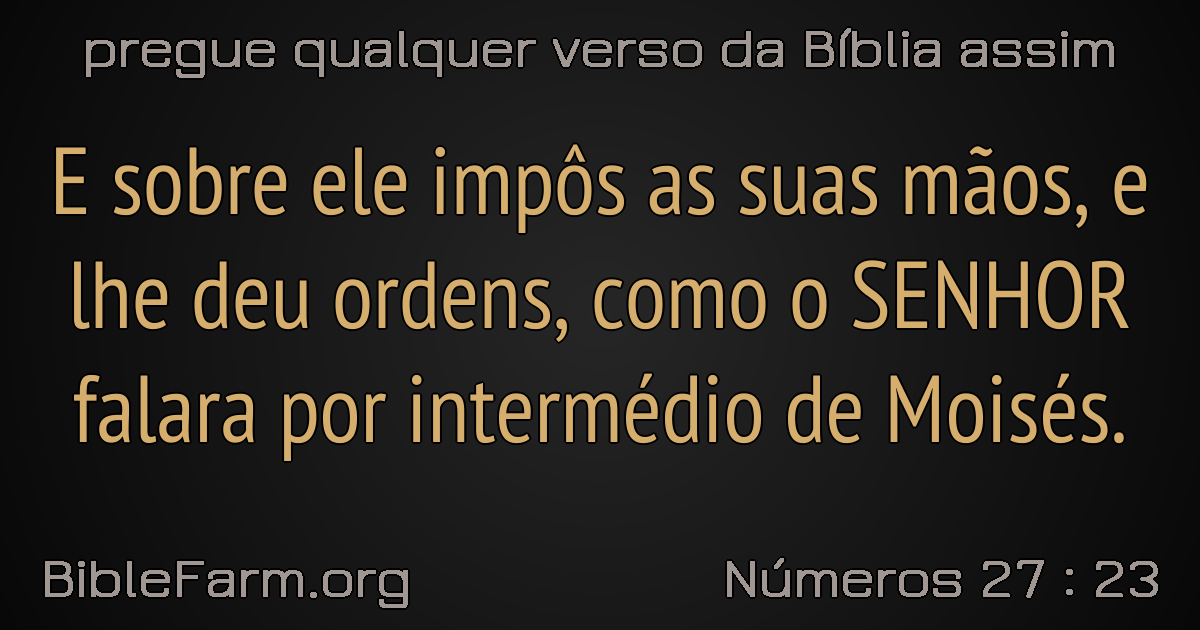 pregue qualquer verso da Bíblia assim
E sobre ele impôs as suas mãos, e
lhe deu ordens, como o SENHOR
falara por intermédio de Moisés.
BibleFarm.org
Números 27 : 23